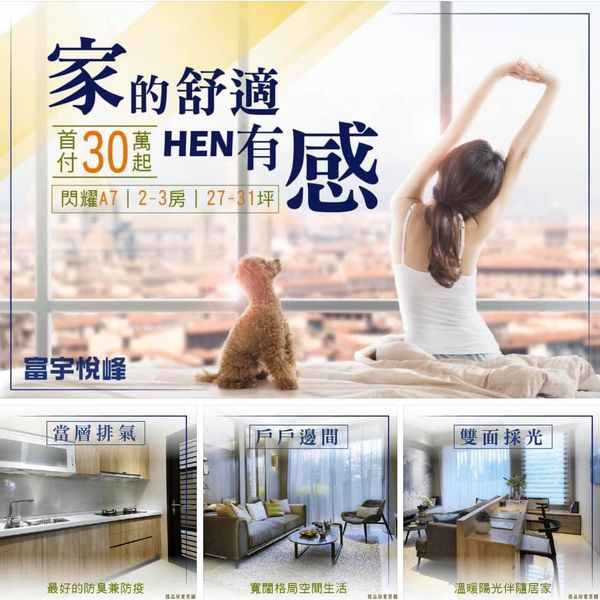 家的舒適
首付30萬起 HEN有感
閃耀A7 | 2-3房 | 27-31坪
富宇悅峰
當層排氣
最好的防臭兼防疫
戶戶邊間
寬闊格局空間生活
雙面採光
溫暖陽光伴隨居家